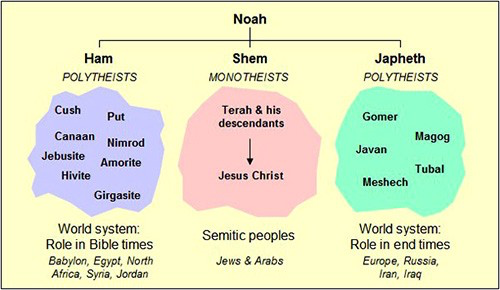 Noah
Ham
POLYTHEISTS
Cush
Put
Canaan
Nimrod
Jebusite
Amorite
Hivite
Girgasite
World system:
Role in Bible times
Babylon, Egypt, North
Africa, Syria, Jordan
Shem
MONOTHEISTS
Terah & his
descendants
Jesus Christ
Semitic peoples
Jews & Arabs
Japheth
POLYTHEISTS
Gomer
Magog
Javan
Tubal
Meshech
World system:
Role in end times
Europe, Russia,
Iran, Iraq